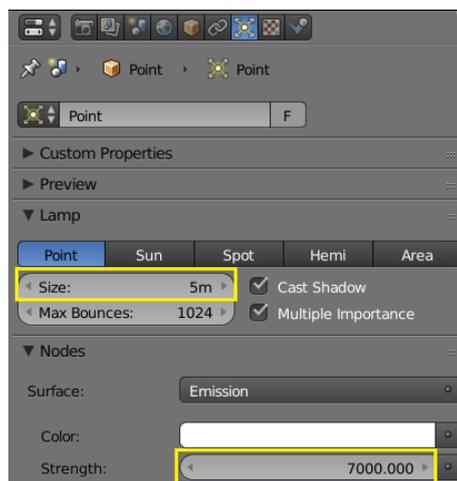 Point Point
Point F
Custom Properties
Preview
Lamp
Point Sun Spot Hemi Area
Size: 5m Cast Shadow
Max Bounces: 1024 Multiple Importance
Nodes
Surface: Emission
Color:
Strength: 7000.000